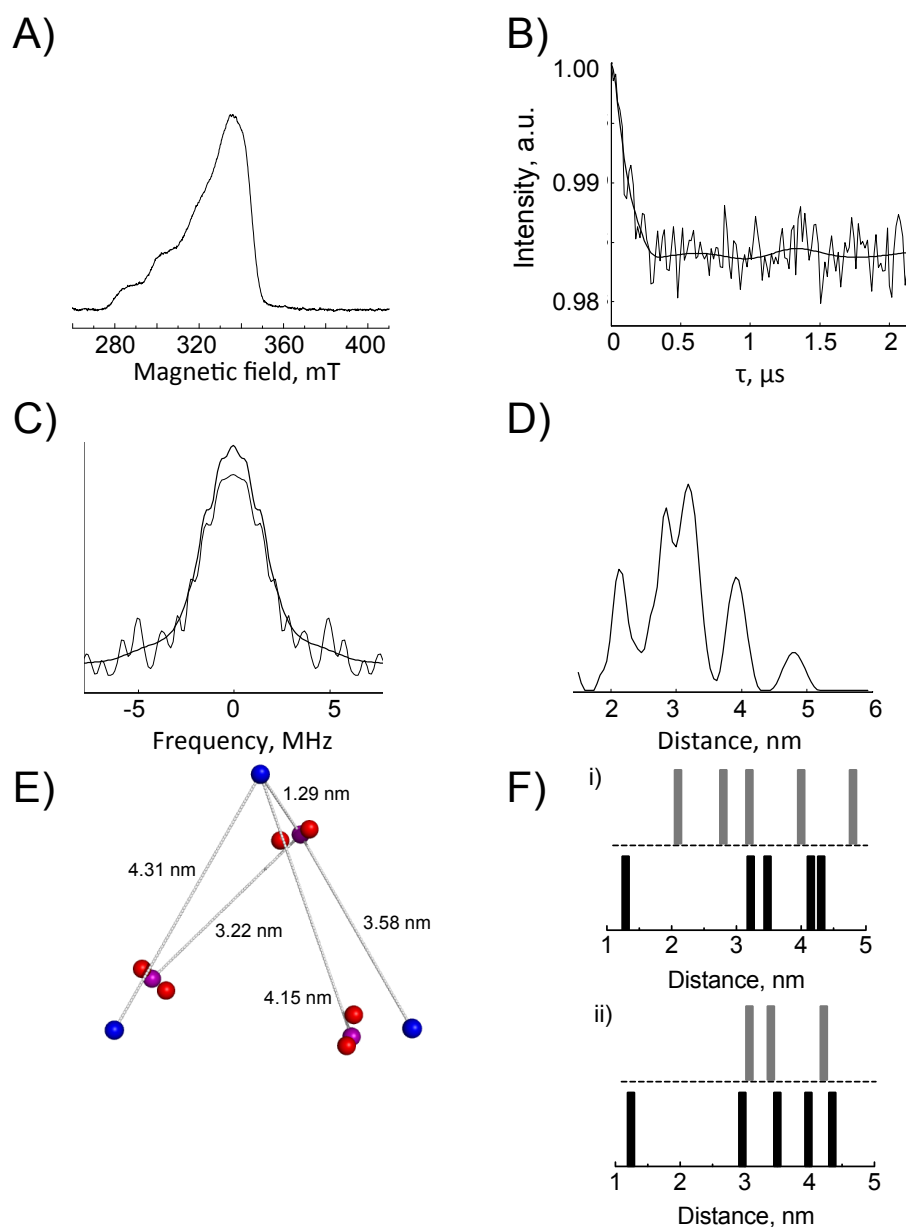 A)
280 320 360 400
Magnetic field, mT
B)
Intensity, a.u.
1.00
0.99
0.98
0 0.5 1 1.5 2
τ, μs
C)
-5 0 5
Frequency, MHz
D)
2 3 4 5 6
Distance, nm
E)
1.29 nm
4.31 nm
3.22 nm
3.58 nm
4.15 nm
F)
i)
1 2 3 4 5
Distance, nm
ii)
1 2 3 4 5
Distance, nm